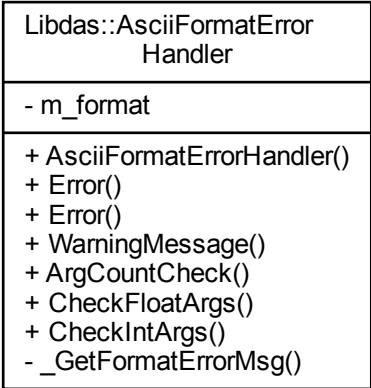 Libdas::AsciiFormatError
Handler
- m_format
+ AsciiFormatErrorHandler()
+ Error()
+ Error()
+ WarningMessage()
+ ArgCountCheck()
+ CheckFloatArgs()
+ CheckIntArgs()
- _GetFormatErrorMsg()